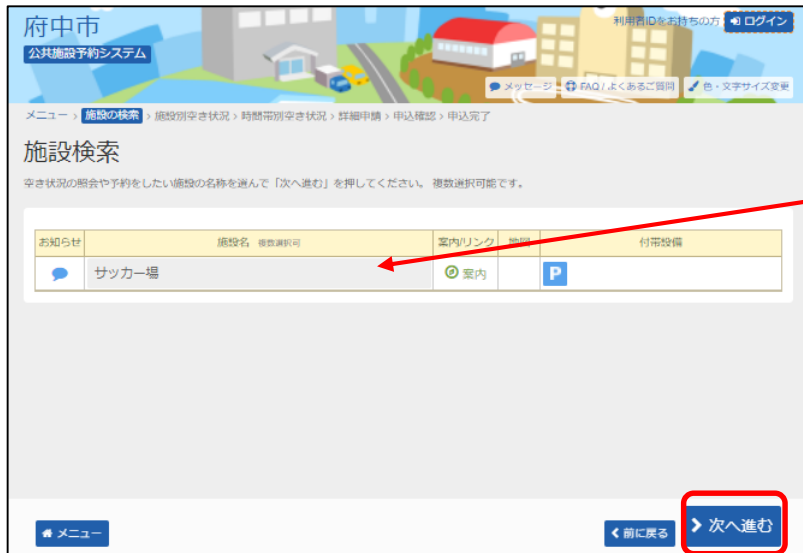 府中市
公共施設予約システム
利用者IDをお持ちの方 ログイン
メッセージ FAQ / よくあるご質問 色・文字サイズ変更
メニュー > 施設の検索 > 施設別空き状況 > 時間帯別空き状況 > 詳細申請 > 申込確認 > 申込完了
施設検索
空き状況の照会や予約をしたい施設の名称を選んで「次へ進む」を押してください。 複数選択可能です。
お知らせ 施設名 複数選択可 案内/リンク 地図 付帯設備
サッカー場 案内 P
メニュー 前に戻る 次へ進む